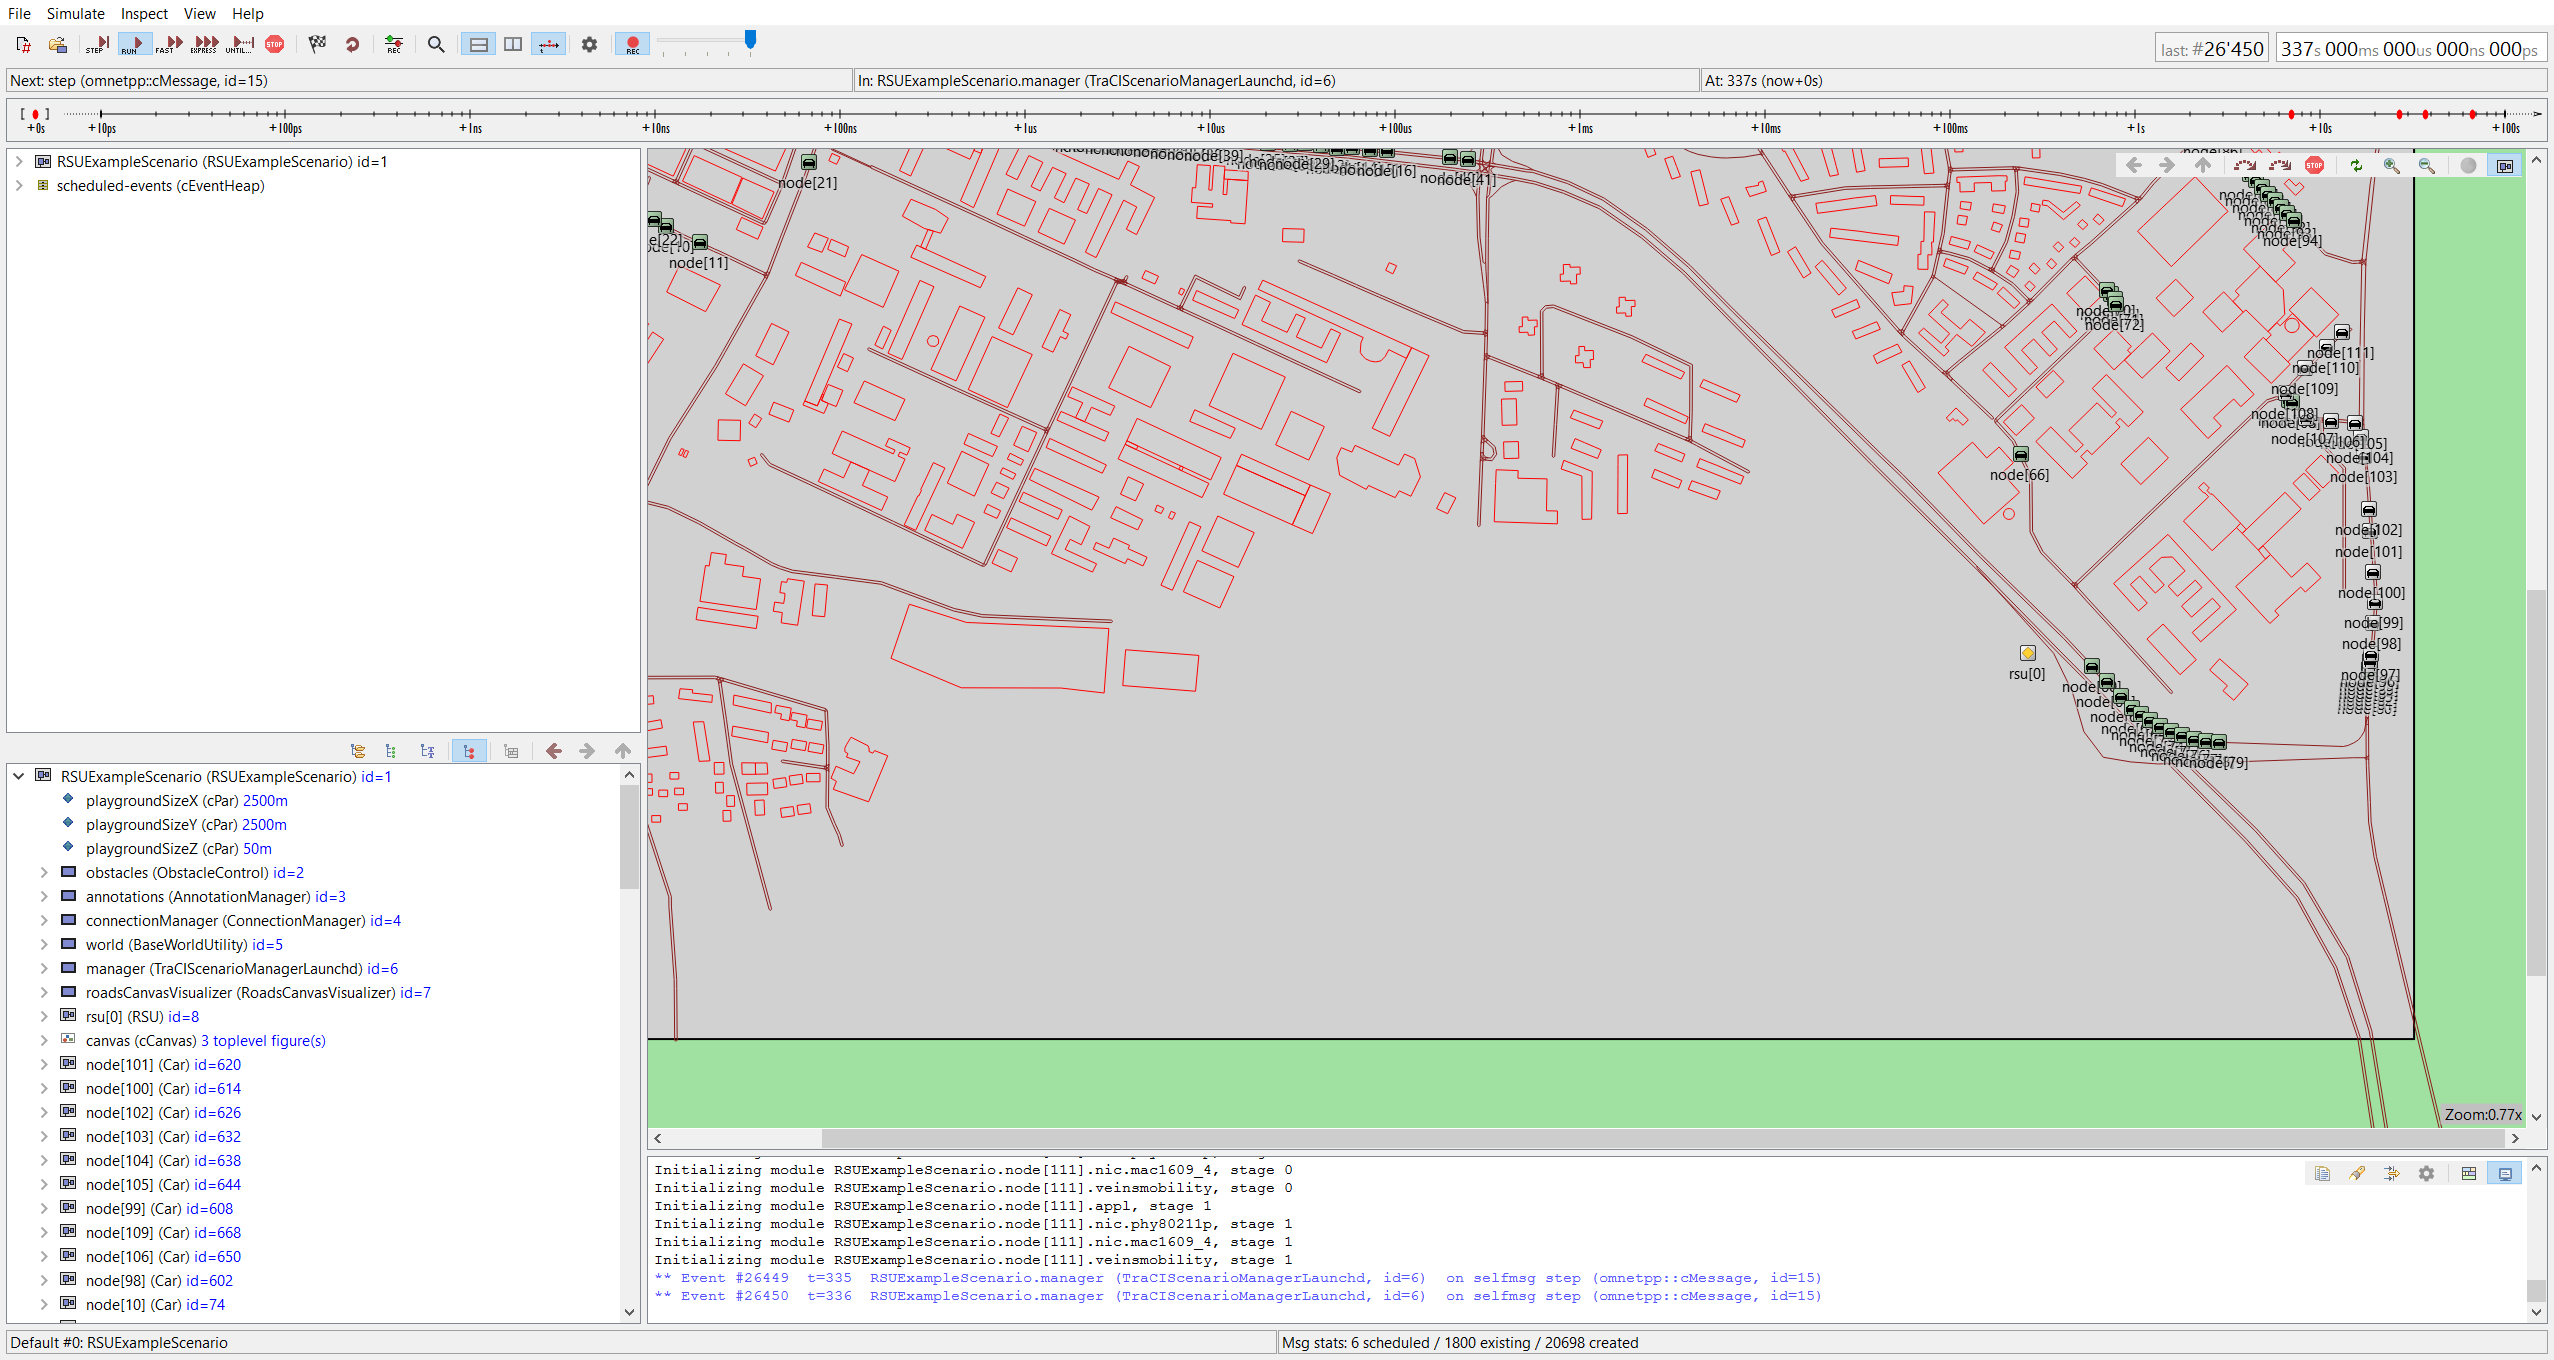 File Simulate Inspect View Help
STEP RUN FAST EXPRESS UNTIL... STOP REC REC
last: #26'450 337s 000ms 000us 000ns 000ps
Next: step (omnetpp::cMessage, id=15) In: RSUExampleScenario.manager (TraCIScenarioManagerLaunchd, id=6) At: 337s (now+0s)
+0s +10ps +100ps +1ns +10ns +100ns +1us +10us +100us +1ms +10ms +100ms +1s +10s +100s
RSUExampleScenario (RSUExampleScenario) id=1
scheduled-events (cEventHeap)
RSUExampleScenario (RSUExampleScenario) id=1
playgroundSizeX (cPar) 2500m
playgroundSizeY (cPar) 2500m
playgroundSizeZ (cPar) 50m
obstacles (ObstacleControl) id=2
annotations (AnnotationManager) id=3
connectionManager (ConnectionManager) id=4
world (BaseWorldUtility) id=5
manager (TraCIScenarioManagerLaunchd) id=6
roadsCanvasVisualizer (RoadsCanvasVisualizer) id=7
rsu[0] (RSU) id=8
canvas (cCanvas) 3 toplevel figure(s)
node[101] (Car) id=620
node[100] (Car) id=614
node[102] (Car) id=626
node[103] (Car) id=632
node[104] (Car) id=638
node[105] (Car) id=644
node[99] (Car) id=608
node[109] (Car) id=668
node[106] (Car) id=650
node[98] (Car) id=602
node[10] (Car) id=74
STOP
node[39]
node[29]
node[16]
node[41]
node[21]
node[11]
node[94]
node[72]
node[111]
node[110]
node[109]
node[108]
node[107]
node[104]
node[103]
node[66]
node[102]
node[101]
node[100]
node[99]
node[98]
node[97]
rsu[0]
node[79]
Zoom:0.77x
Initializing module RSUExampleScenario.node[111].nic.mac1609_4, stage 0
Initializing module RSUExampleScenario.node[111].veinsmobility, stage 0
Initializing module RSUExampleScenario.node[111].appl, stage 1
Initializing module RSUExampleScenario.node[111].nic.phy80211p, stage 1
Initializing module RSUExampleScenario.node[111].nic.mac1609_4, stage 1
Initializing module RSUExampleScenario.node[111].veinsmobility, stage 1
** Event #26449 t=335 RSUExampleScenario.manager (TraCIScenarioManagerLaunchd, id=6) on selfmsg step (omnetpp::cMessage, id=15)
** Event #26450 t=336 RSUExampleScenario.manager (TraCIScenarioManagerLaunchd, id=6) on selfmsg step (omnetpp::cMessage, id=15)
Default #0: RSUExampleScenario Msg stats: 6 scheduled / 1800 existing / 20698 created